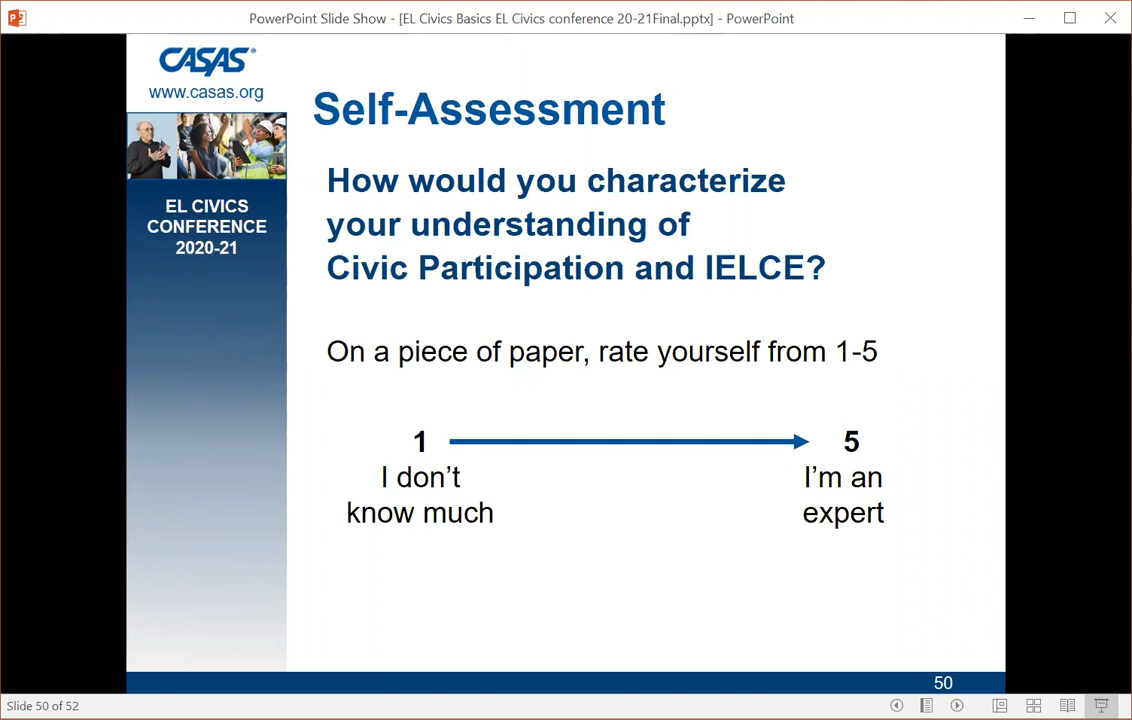 PowerPoint Slide Show - [EL Civics Basics EL Civics conference 20-21Final.pptx] - PowerPoint
CASAS®
www.casas.org
EL CIVICS
CONFERENCE
2020-21
Self-Assessment
How would you characterize
your understanding of
Civic Participation and IELCE?
On a piece of paper, rate yourself from 1-5
1
I don’t
know much
5
I’m an
expert
50
Slide 50 of 52